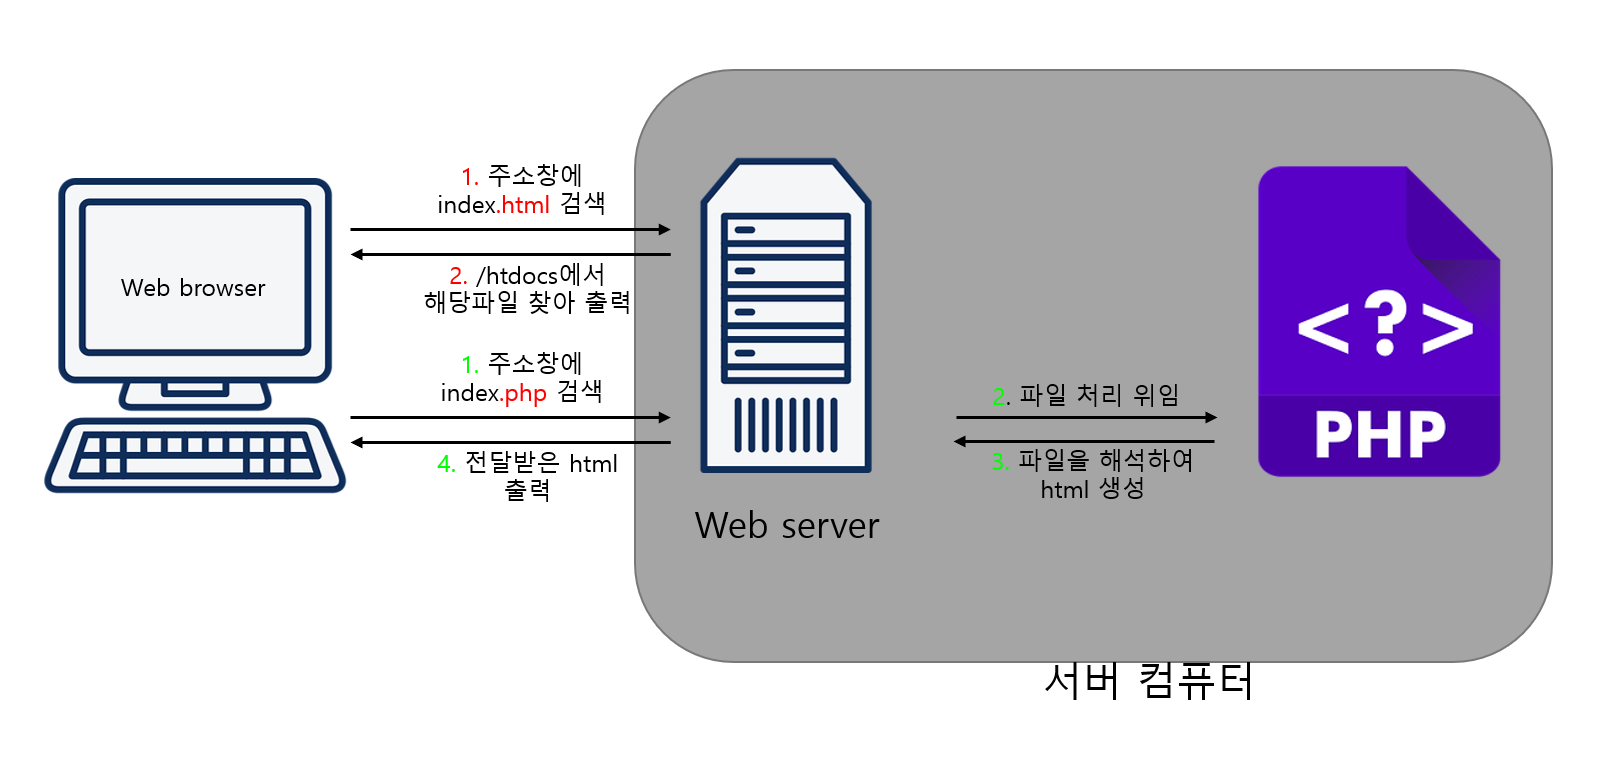 1. 주소창에
index.html 검색
Web browser
2. /htdocs에서
해당파일 찾아 출력
1. 주소창에
index.php 검색
4. 전달받은 html
출력
Web server
2. 파일 처리 위임
3. 파일을 해석하여
html 생성
<?>
PHP
서버 컴퓨터